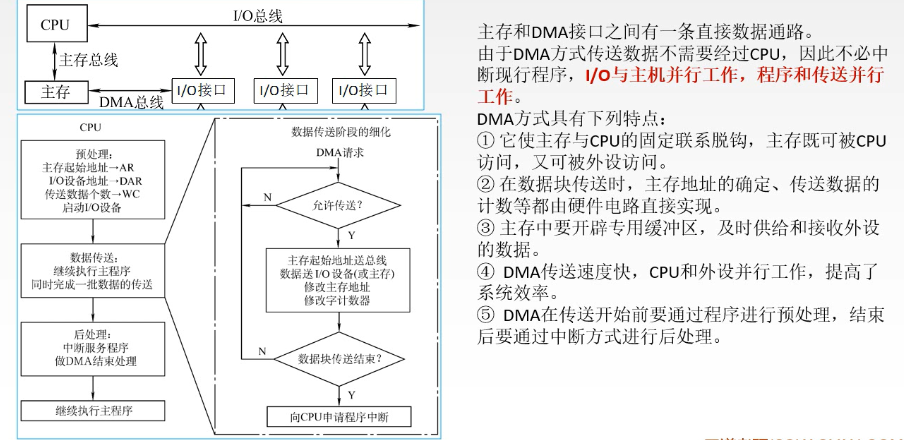 I/O总线
CPU
主存总线
主存
DMA总线
I/O接口
I/O接口
I/O接口
CPU
预处理：
主存起始地址→AR
I/O设备地址→DAR
传送数据个数→WC
启动I/O设备
数据传送：
继续执行主程序
同时完成一批数据的传送
后处理：
中断服务程序
做DMA结束处理
继续执行主程序
数据传送阶段的细化
DMA请求
允许传送？
N
Y
主存起始地址送总线
数据送I/O设备(或主存)
修改主存地址
修改字计数器
数据块传送结束？
N
Y
向CPU申请程序中断
主存和DMA接口之间有一条直接数据通路。
由于DMA方式传送数据不需要经过CPU，因此不必中
断现行程序，I/O与主机并行工作，程序和传送并行
工作。
DMA方式具有下列特点：
① 它使主存与CPU的固定联系脱钩，主存既可被CPU
访问，又可被外设访问。
② 在数据块传送时，主存地址的确定、传送数据的
计数等都由硬件电路直接实现。
③ 主存中要开辟专用缓冲区，及时供给和接收外设
的数据。
④ DMA传送速度快，CPU和外设并行工作，提高了
系统效率。
⑤ DMA在传送开始前要通过程序进行预处理，结束
后要通过中断方式进行后处理。